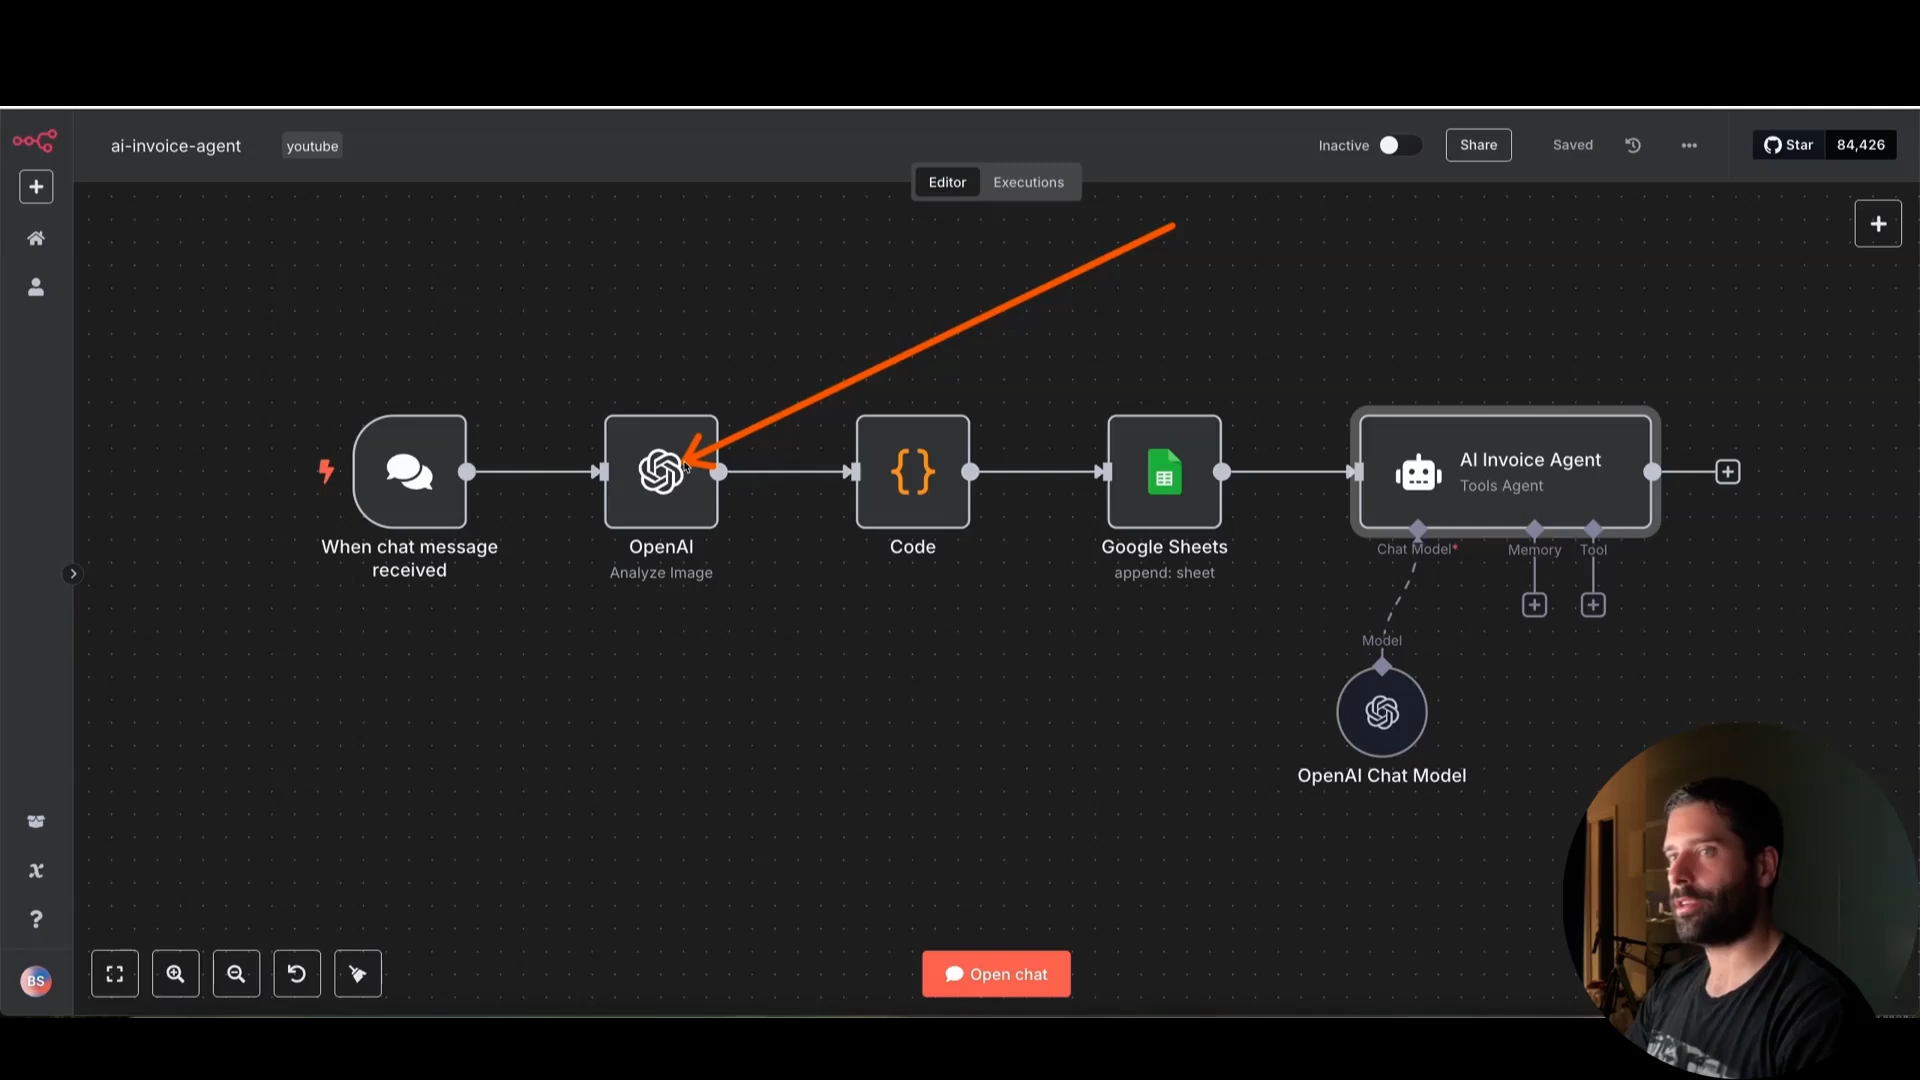 ai-invoice-agent
youtube
Inactive
Share
Saved
Star
84,426
Editor
Executions
When chat message
received
OpenAI
Analyze Image
Code
Google Sheets
append: sheet
AI Invoice Agent
Tools Agent
Chat Model*
Memory
Tool
Model
OpenAI Chat Model
Open chat
BS